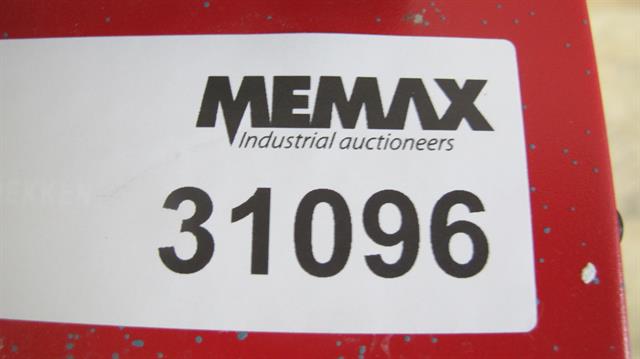 MEMAX
Industrial auctioneers
31096